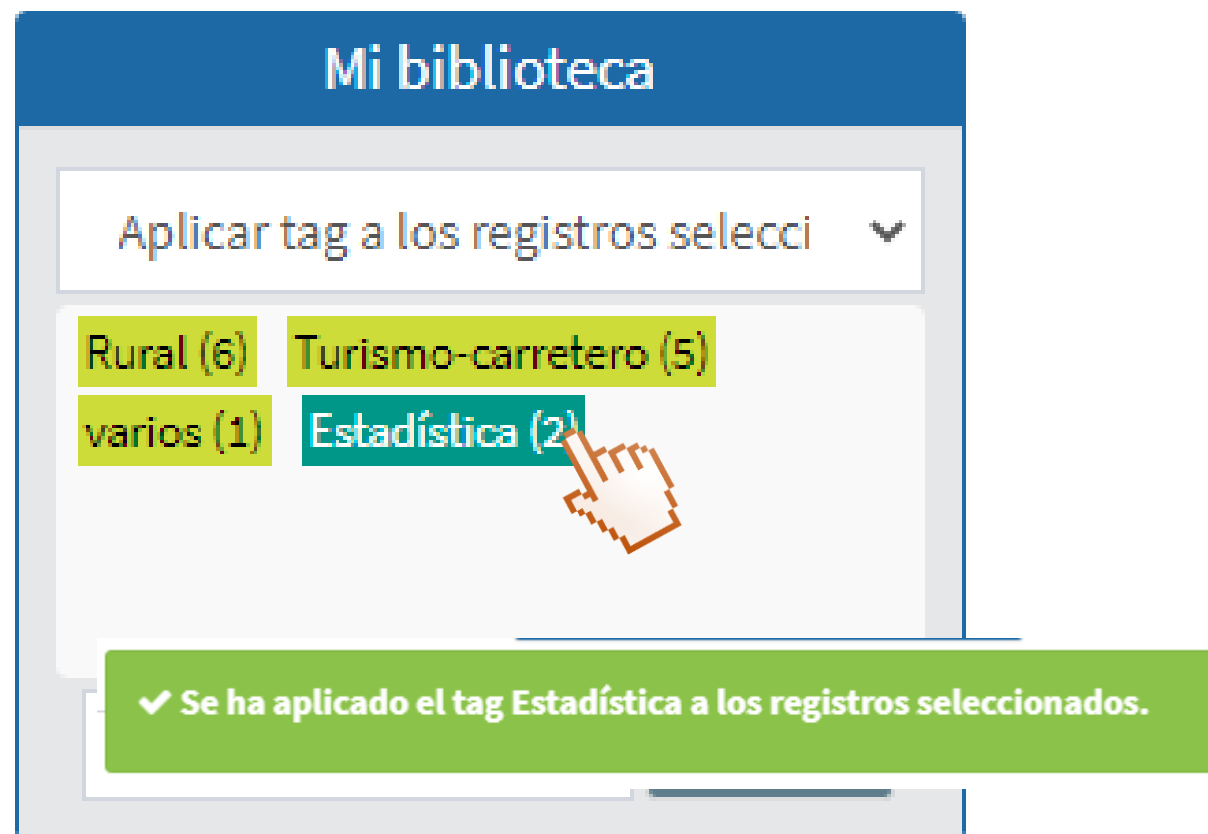 Mi biblioteca
Aplicar tag a los registros selecci
Rural (6) Turismo-carretero (5)
varios (1) Estadística (2)
Se ha aplicado el tag Estadística a los registros seleccionados.